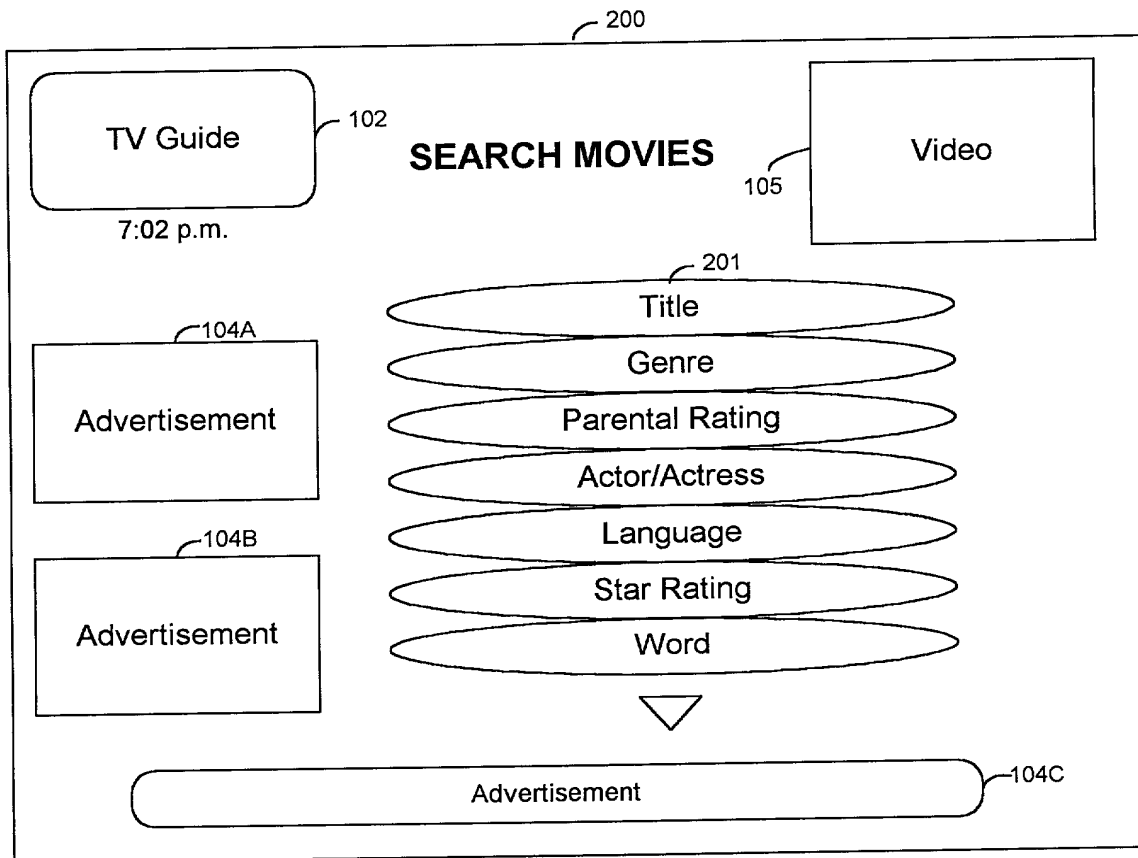 200
TV Guide
102
SEARCH MOVIES
Video
105
7:02 p.m.
201
Title
Genre
Parental Rating
Actor/Actress
Language
Star Rating
Word
104A
Advertisement
104B
Advertisement
Advertisement
104C